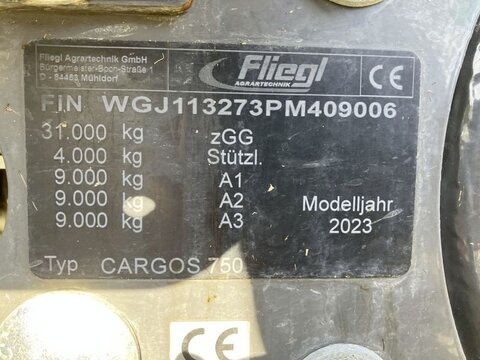 Fliegl Agrartechnik GmbH
Bürgermeister-Boch-Straße 1
D - 84453 Mühldorf
Fliegl
AGRARTECHNIK
CE
FIN WGJ113273PM409006
31.000 kg zGG
4.000 kg Stützl.
9.000 kg A1
9.000 kg A2
9.000 kg A3
Modelljahr
2023
Typ CARGOS 750
CE